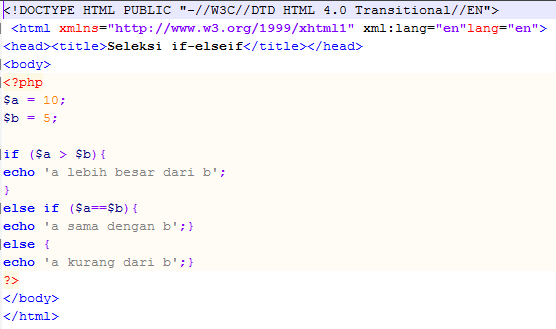 <!DOCTYPE HTML PUBLIC "-//W3C//DTD HTML 4.0 Transitional//EN">
<html xmlns="http://www.w3.org/1999/xhtml1" xml:lang="en"lang="en">
<head><title>Seleksi if-elseif</title></head>
<body>
<?php
$a = 10;
$b = 5;
if ($a > $b){
echo 'a lebih besar dari b';
}
else if ($a==$b){
echo 'a sama dengan b';}
else {
echo 'a kurang dari b';}
?>
</body>
</html>